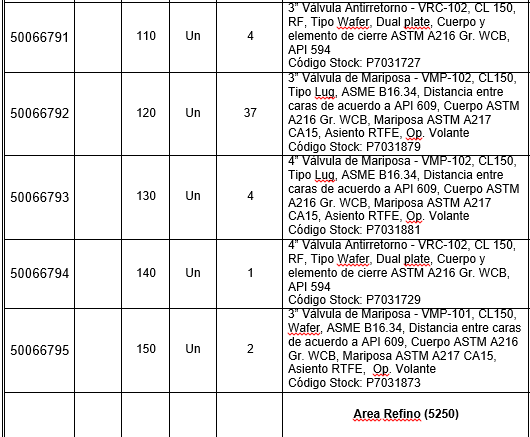 50066791 110 Un 4
3" Válvula Antirretorno - VRC-102, CL 150,
RF, Tipo Wafer, Dual plate, Cuerpo y
elemento de cierre ASTM A216 Gr. WCB,
API 594
Código Stock: P7031727
50066792 120 Un 37
3" Válvula de Mariposa - VMP-102, CL150,
Tipo Lug, ASME B16.34, Distancia entre
caras de acuerdo a API 609, Cuerpo ASTM
A216 Gr. WCB, Mariposa ASTM A217
CA15, Asiento RTFE, Op. Volante
Código Stock: P7031879
50066793 130 Un 4
4" Válvula de Mariposa - VMP-102, CL150,
Tipo Lug, ASME B16.34, Distancia entre
caras de acuerdo a API 609, Cuerpo ASTM
A216 Gr. WCB, Mariposa ASTM A217
CA15, Asiento RTFE, Op. Volante
Código Stock: P7031881
50066794 140 Un 1
4" Válvula Antirretorno - VRC-102, CL 150,
RF, Tipo Wafer, Dual plate, Cuerpo y
elemento de cierre ASTM A216 Gr. WCB,
API 594
Código Stock: P7031729
50066795 150 Un 2
3" Válvula de Mariposa - VMP-101, CL150,
Wafer, ASME B16.34, Distancia entre caras
de acuerdo a API 609, Cuerpo ASTM A216
Gr. WCB, Mariposa ASTM A217 CA15,
Asiento RTFE, Op. Volante
Código Stock: P7031873
Area Refino (5250)